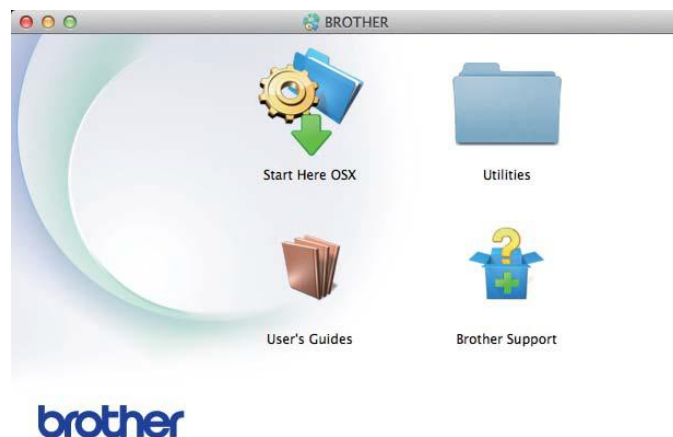 BROTHER
Start Here OSX
Utilities
?
User's Guides
Brother Support
brother